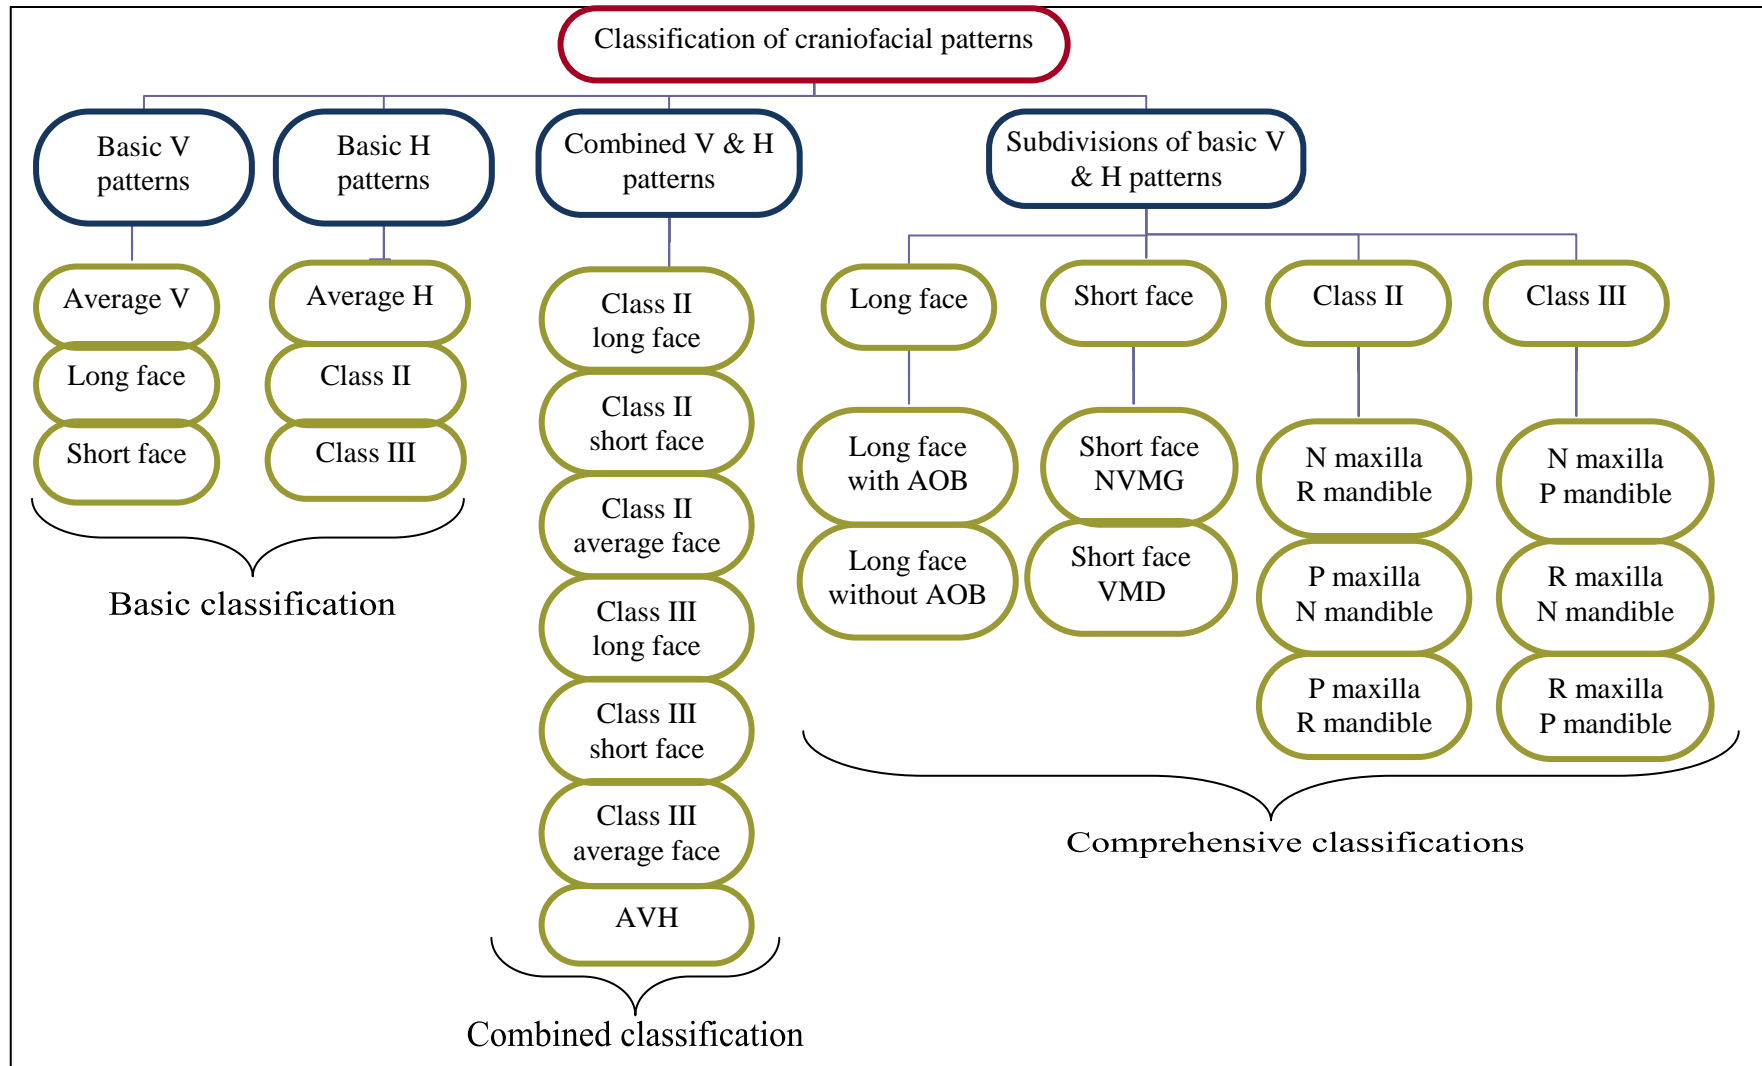 Classification of craniofacial patterns
Basic V
patterns
Basic H
patterns
Combined V & H
patterns
Subdivisions of basic V
& H patterns
Average V
Long face
Short face
Average H
Class II
Class III
Basic classification
Class II
long face
Class II
short face
Class II
average face
Class III
long face
Class III
short face
Class III
average face
AVH
Combined classification
Long face
Long face
with AOB
Long face
without AOB
Short face
Short face
NVMG
Short face
VMD
Class II
N maxilla
R mandible
P maxilla
N mandible
P maxilla
R mandible
Class III
N maxilla
P mandible
R maxilla
N mandible
R maxilla
P mandible
Comprehensive classifications